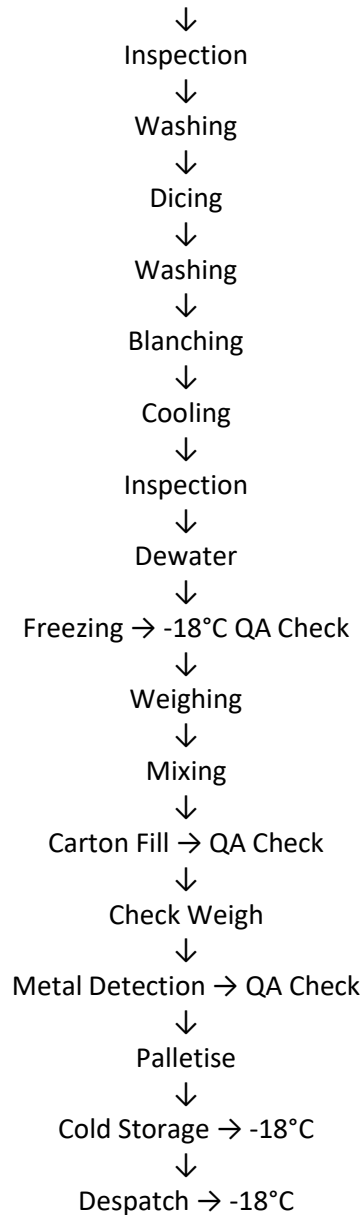 ↓
Inspection
↓
Washing
↓
Dicing
↓
Washing
↓
Blanching
↓
Cooling
↓
Inspection
↓
Dewater
↓
Freezing → -18°C QA Check
↓
Weighing
↓
Mixing
↓
Carton Fill → QA Check
↓
Check Weigh
↓
Metal Detection → QA Check
↓
Palletise
↓
Cold Storage → -18°C
↓
Despatch → -18°C